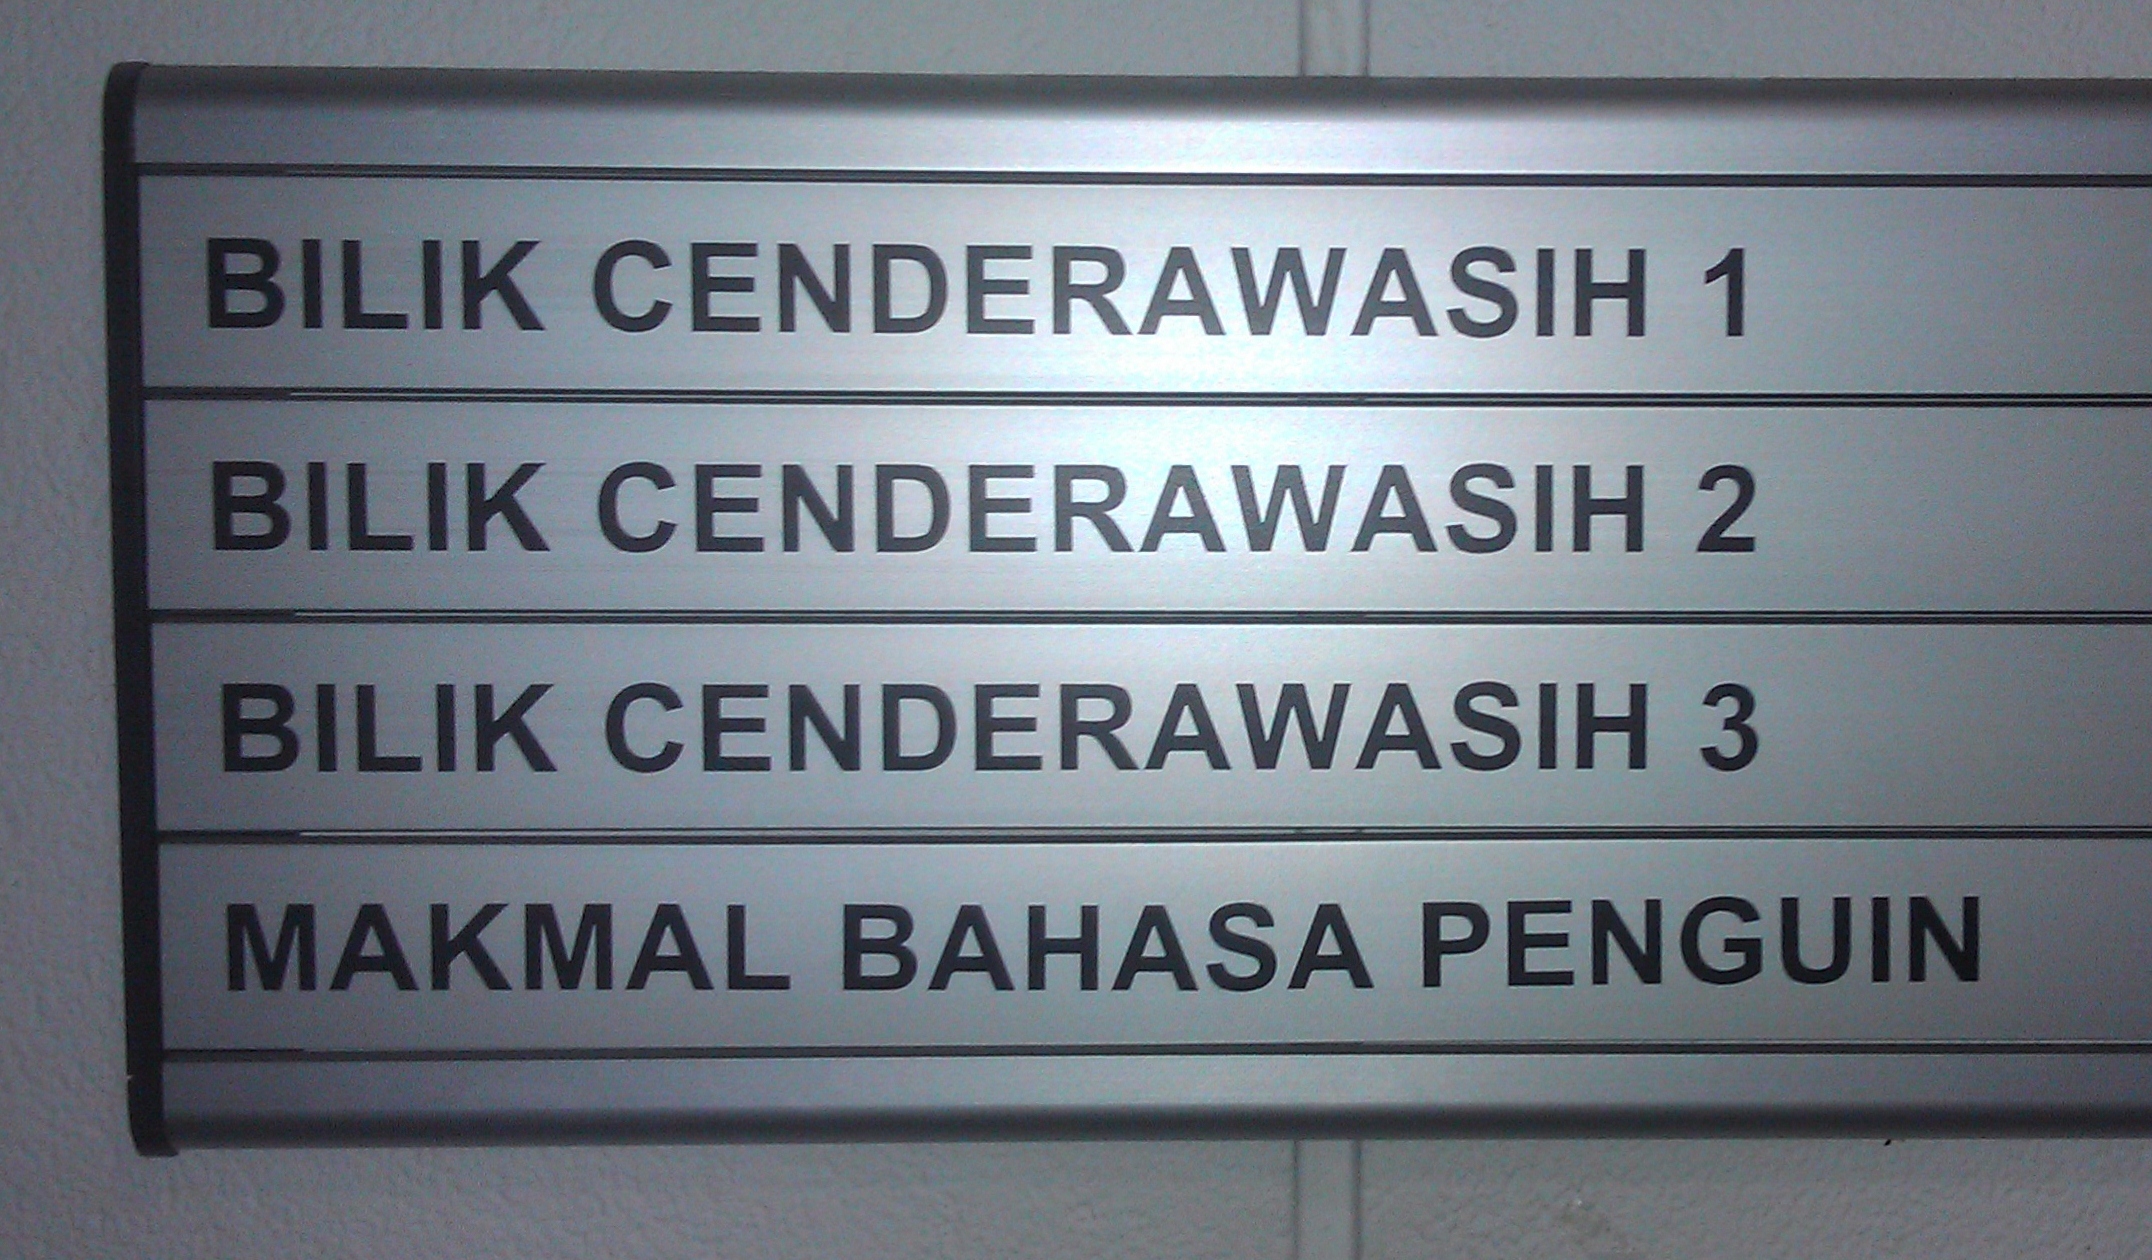 BILIK CENDERAWASIH 1
BILIK CENDERAWASIH 2
BILIK CENDERAWASIH 3
MAKMAL BAHASA PENGUIN